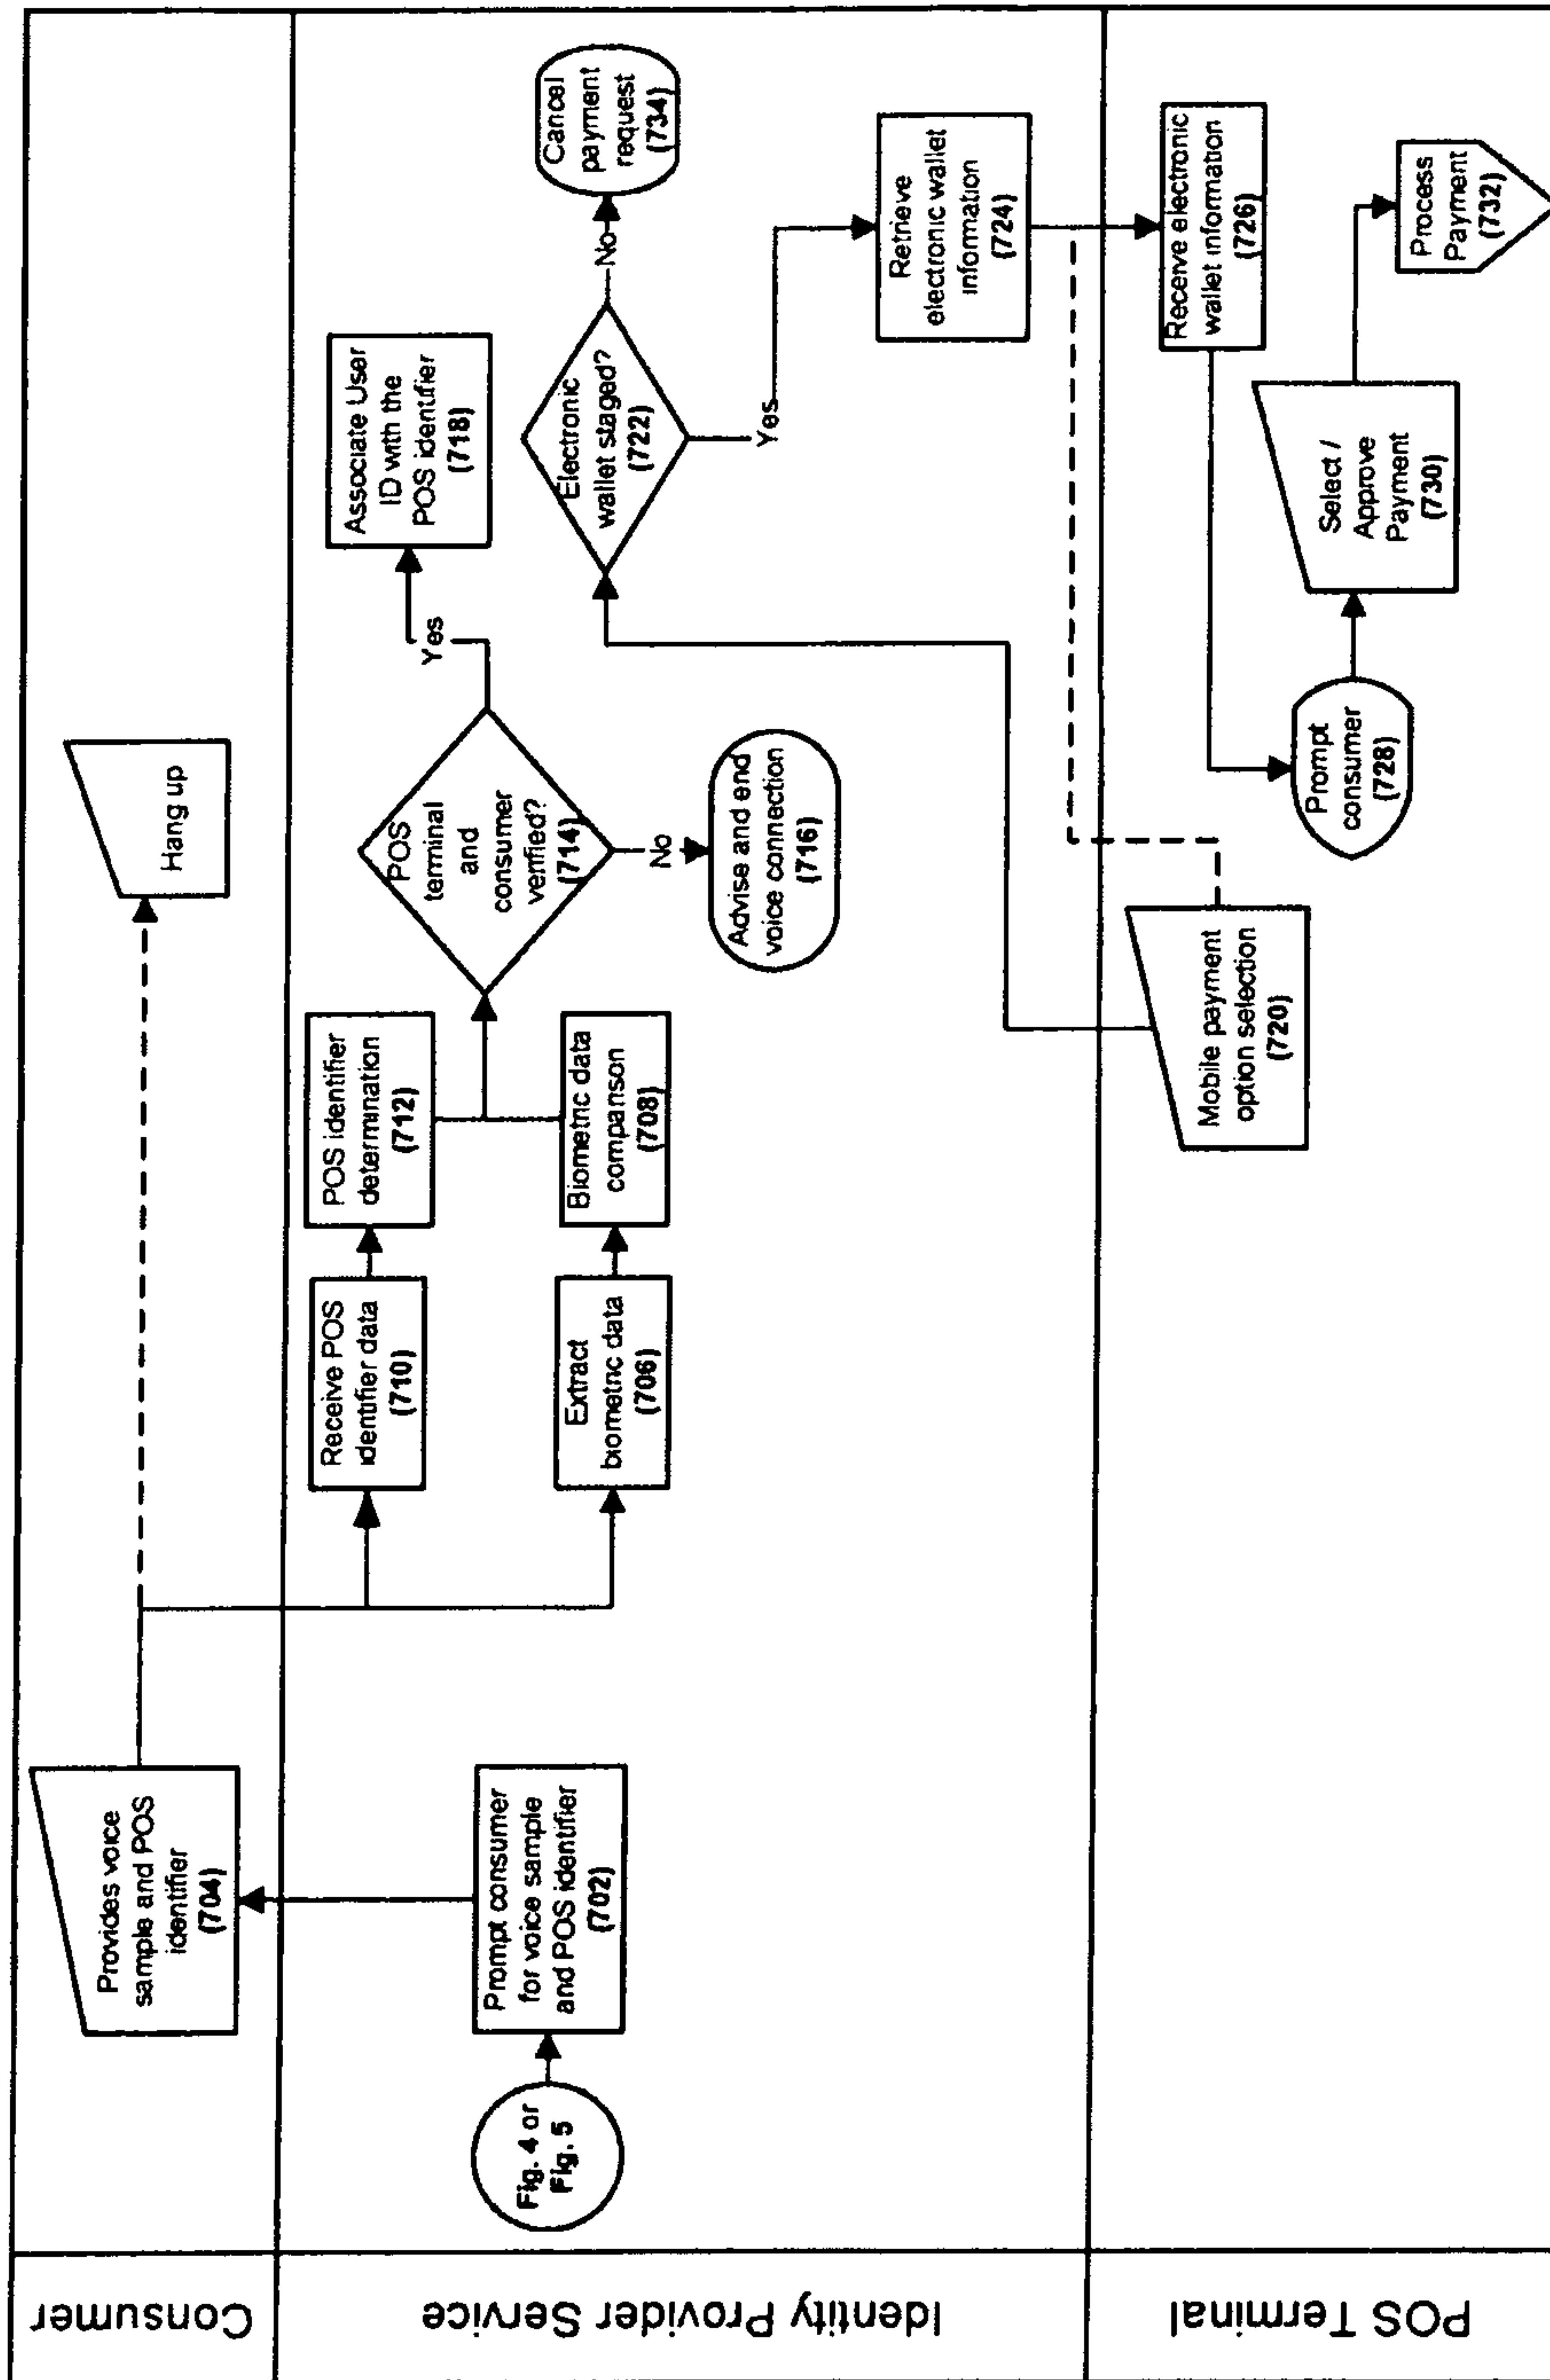 Consumer
Provides voice
sample and POS
identifier
(704)
Hang up
Identity Provider Service
Fig. 4 or
Fig. 5
Prompt consumer
for voice sample
and POS identifier
(702)
Receive POS
identifier data
(710)
POS identifier
determination
(712)
Extract
biometric data
(706)
Biometric data
comparison
(708)
POS
terminal
and
consumer
verified?
(714)
Yes
No
Advise and end
voice connection
(716)
Associate User
ID with the
POS identifier
(718)
Electronic
wallet staged?
(722)
No
Cancel
payment
request
(734)
Yes
Retrieve
electronic wallet
information
(724)
POS Terminal
Mobile payment
option selection
(720)
Receive electronic
wallet information
(726)
Prompt
consumer
(728)
Select /
Approve
Payment
(730)
Process
Payment
(732)